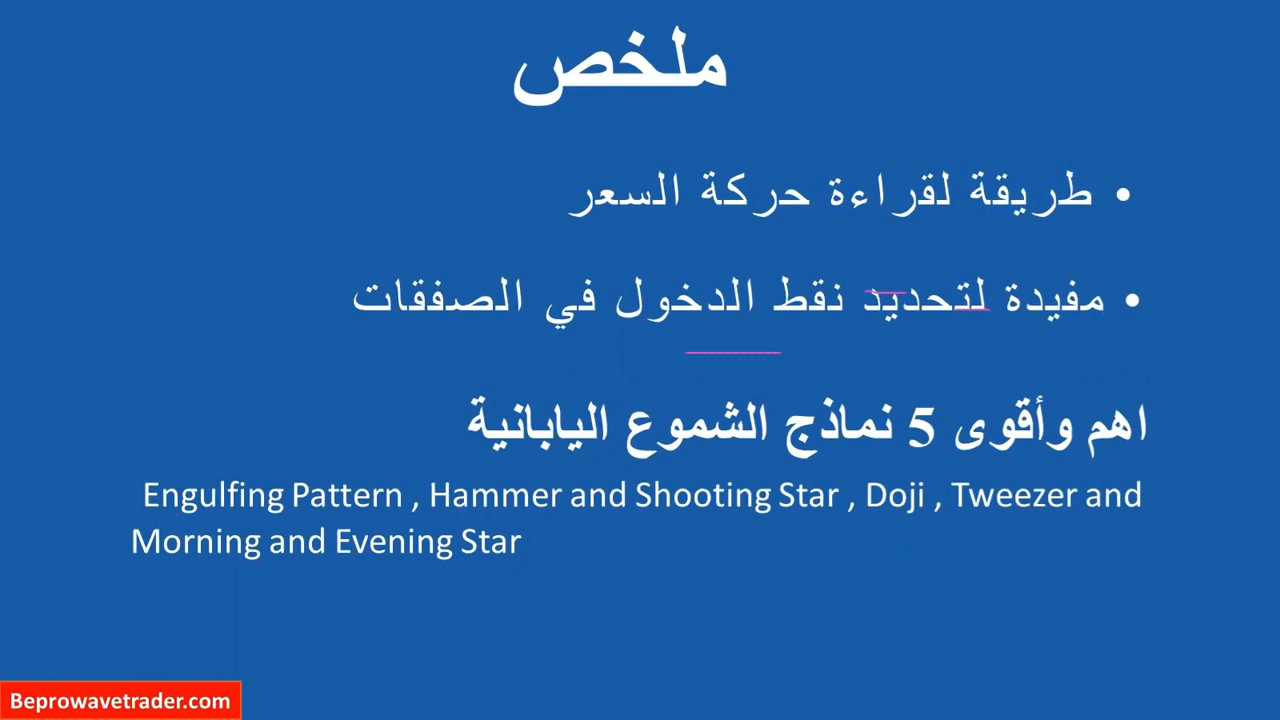 ملخص
• طريقة لقراءة حركة السعر
• مفيدة لتحديد نقط الدخول في الصفقات
اهم وأقوى 5 نماذج الشموع اليابانية
Engulfing Pattern , Hammer and Shooting Star , Doji , Tweezer and
Morning and Evening Star
Beprowavetrader.com